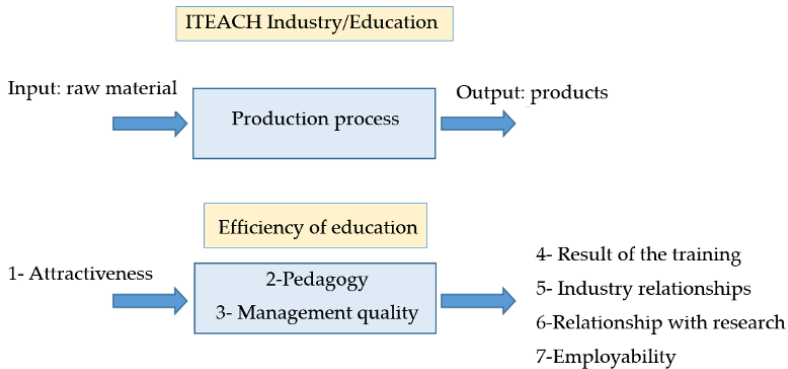 ITEACH Industry/Education
Input: raw material
Production process
Output: products
Efficiency of education
1- Attractiveness
2-Pedagogy
3- Management quality
4- Result of the training
5- Industry relationships
6-Relationship with research
7-Employability